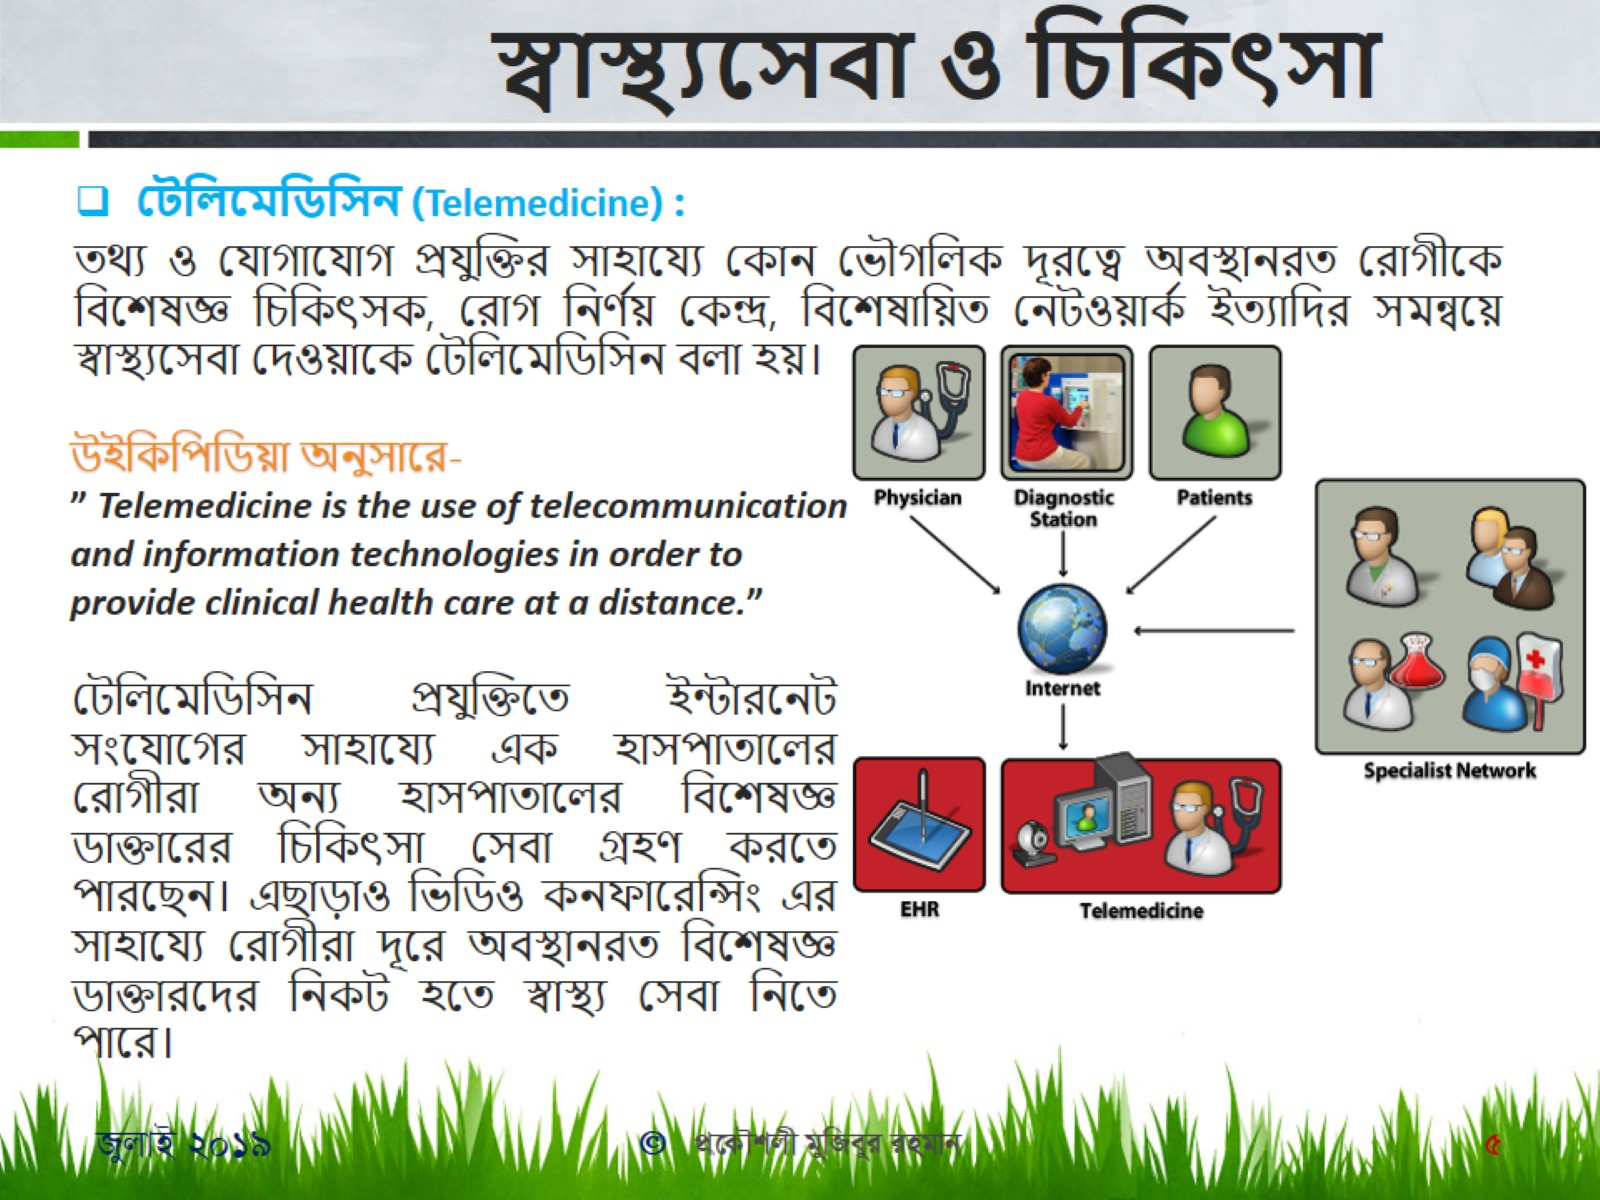 স্বাস্থ্যসেবা ও চিকিৎসা
❑ টেলিমেডিসিন (Telemedicine) :
তথ্য ও যোগাযোগ প্রযুক্তির সাহায্যে কোন ভৌগলিক দূরত্বে অবস্থানরত রোগীকে
বিশেষজ্ঞ চিকিৎসক, রোগ নির্ণয় কেন্দ্র, বিশেষায়িত নেটওয়ার্ক ইত্যাদির সমন্বয়ে
স্বাস্থ্যসেবা দেওয়াকে টেলিমেডিসিন বলা হয়।
উইকিপিডিয়া অনুসারে-
” Telemedicine is the use of telecommunication
and information technologies in order to
provide clinical health care at a distance.”
টেলিমেডিসিন প্রযুক্তিতে ইন্টারনেট
সংযোগের সাহায্যে এক হাসপাতালের
রোগীরা অন্য হাসপাতালের বিশেষজ্ঞ
ডাক্তারের চিকিৎসা সেবা গ্রহণ করতে
পারছেন। এছাড়াও ভিডিও কনফারেন্সিং এর
সাহায্যে রোগীরা দূরে অবস্থানরত বিশেষজ্ঞ
ডাক্তারদের নিকট হতে স্বাস্থ্য সেবা নিতে
পারে।
Physician
Diagnostic
Station
Patients
Internet
Specialist Network
EHR
Telemedicine
জুলাই ২০১৯
© প্রকৌশলী মুজিবুর রহমান
৫